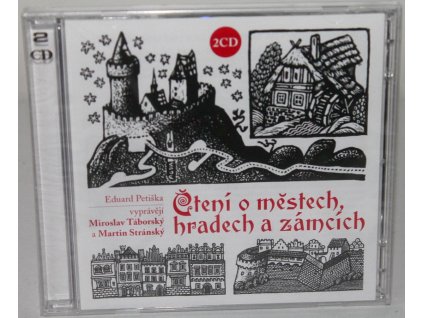 2
CD
2CD
Eduard Petiška
vyprávějí
Miroslav Táborský
a Martin Stránský
Čtení o městech,
hradech a zámcích